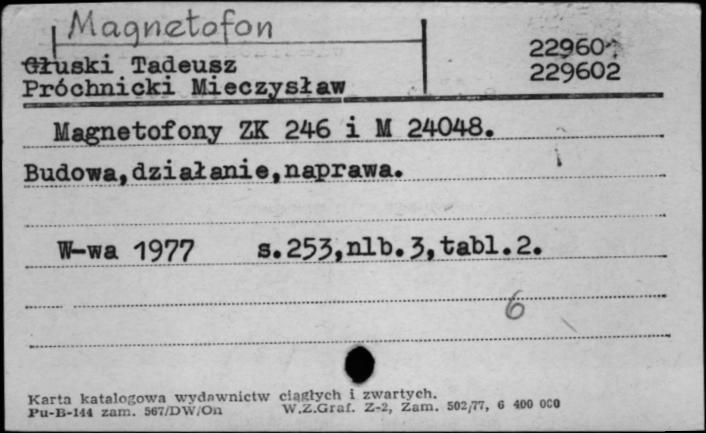 Magnetofon
229601
Głuski Tadeusz
229602
Próchnicki Mieczysław
Magnetofony ZK 246 i M 24048.
Budowa,działanie,naprawa.
W-wa 1977 s.253,nlb.3,tabl.2.
6
Karta katalogowa wydawnictw ciągłych i zwartych.
Pu-B-144 zam. 567/DW/On W.Z.Graf. Z-2, Zam. 502/77, 6 400 000